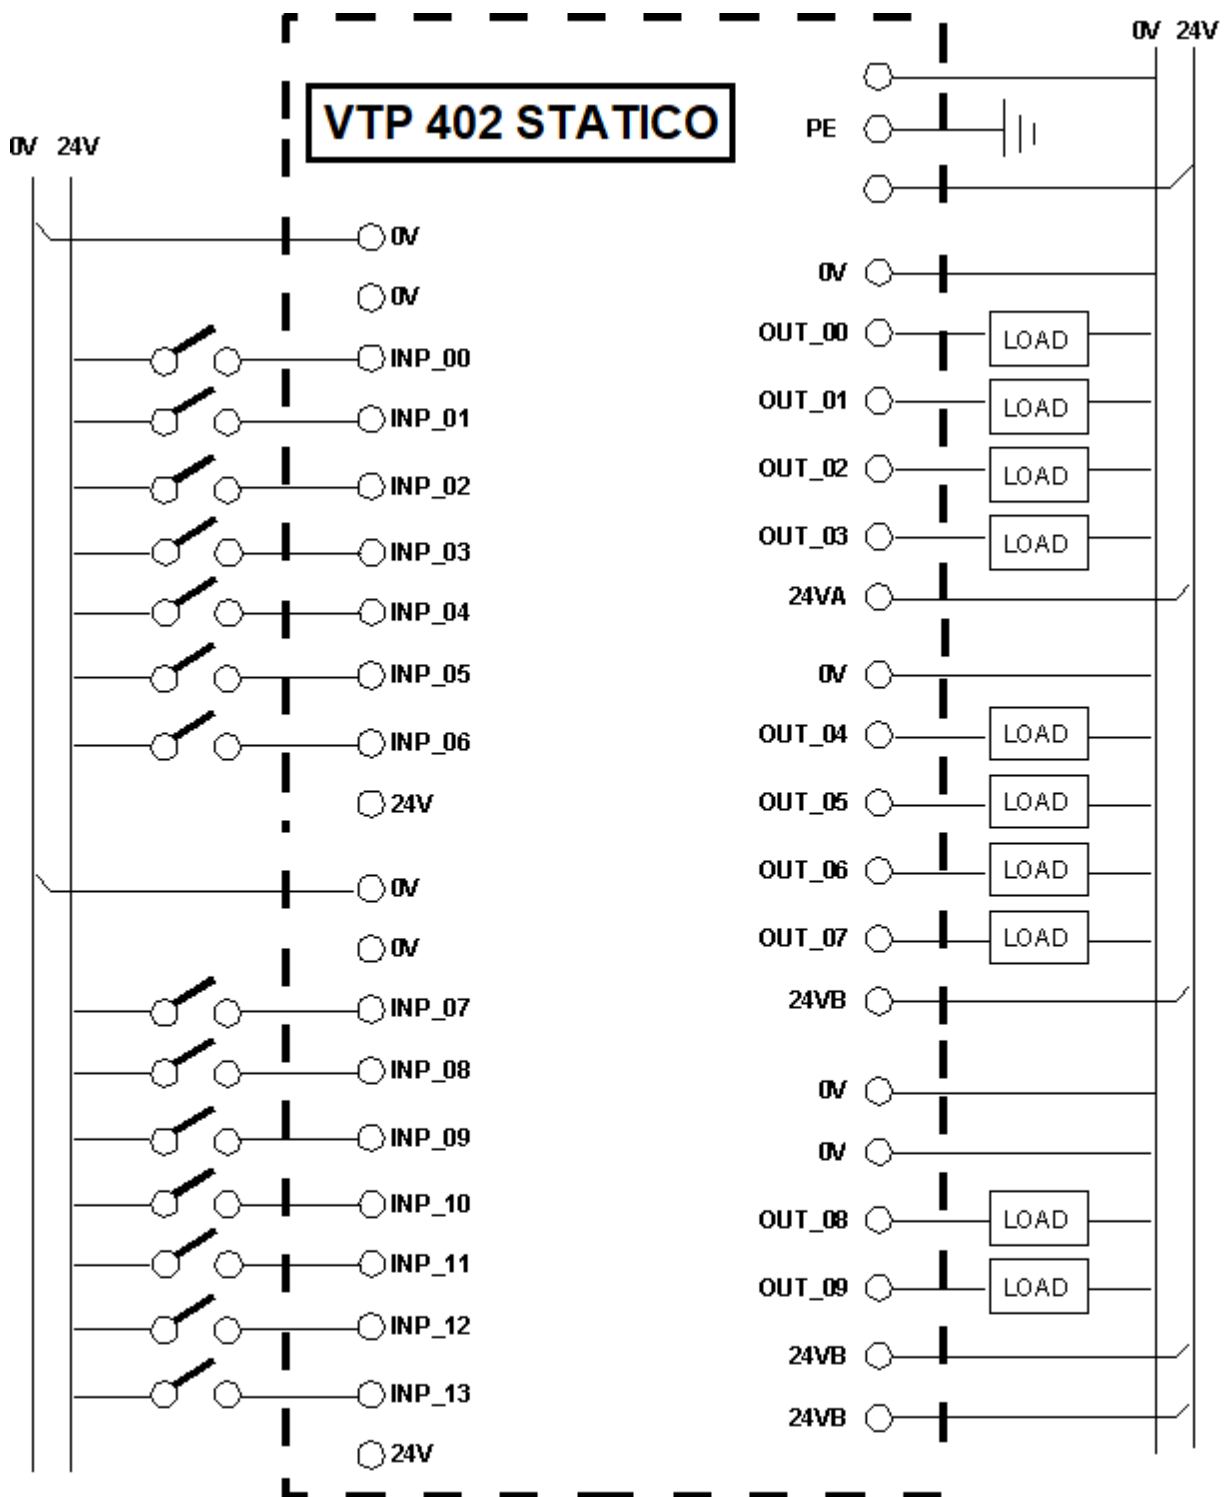 VTP 402 STATICO
0V 24V
0V
0V
INP_00
INP_01
INP_02
INP_03
INP_04
INP_05
INP_06
24V
0V
0V
INP_07
INP_08
INP_09
INP_10
INP_11
INP_12
INP_13
24V
0V 24V
PE
0V
OUT_00 LOAD
OUT_01 LOAD
OUT_02 LOAD
OUT_03 LOAD
24VA
0V
OUT_04 LOAD
OUT_05 LOAD
OUT_06 LOAD
OUT_07 LOAD
24VB
0V
0V
OUT_08 LOAD
OUT_09 LOAD
24VB
24VB